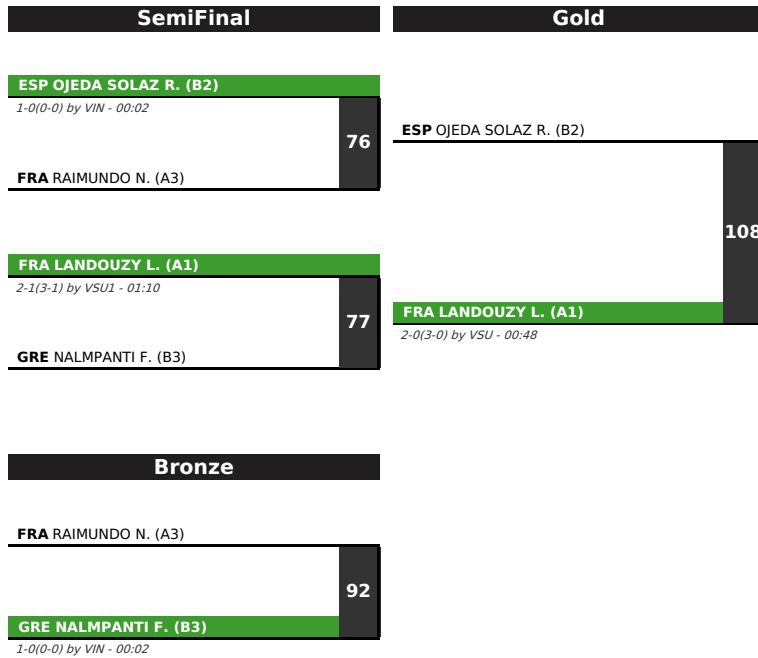 SemiFinal
ESP OJEDA SOLAZ R. (B2)
1-0(0-0) by VIN - 00:02
76
FRA RAIMUNDO N. (A3)
FRA LANDOUZY L. (A1)
2-1(3-1) by VSU1 - 01:10
77
GRE NALMPANTI F. (B3)
Gold
ESP OJEDA SOLAZ R. (B2)
108
FRA LANDOUZY L. (A1)
2-0(3-0) by VSU - 00:48
Bronze
FRA RAIMUNDO N. (A3)
92
GRE NALMPANTI F. (B3)
1-0(0-0) by VIN - 00:02